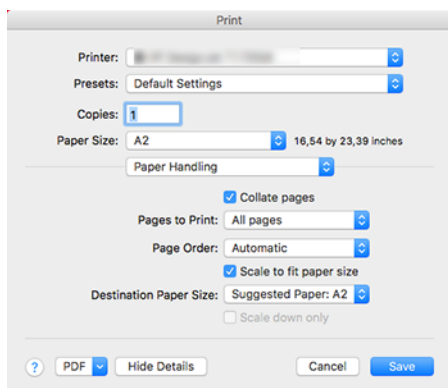 Print
Printer:
Presets: Default Settings
Copies: 1
Paper Size: A2 16,54 by 23,39 inches
Paper Handling
Collate pages
Pages to Print: All pages
Page Order: Automatic
Scale to fit paper size
Destination Paper Size: Suggested Paper: A2
Scale down only
? PDF Hide Details Cancel Save